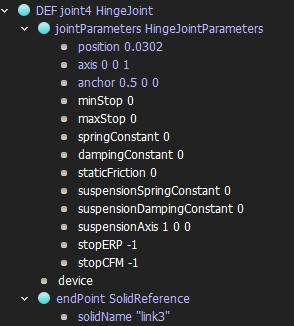 DEF joint4 HingeJoint
jointParameters HingeJointParameters
position 0.0302
axis 0 0 1
anchor 0.5 0 0
minStop 0
maxStop 0
springConstant 0
dampingConstant 0
staticFriction 0
suspensionSpringConstant 0
suspensionDampingConstant 0
suspensionAxis 1 0 0
stopERP -1
stopCFM -1
device
endPoint SolidReference
solidName "link3"